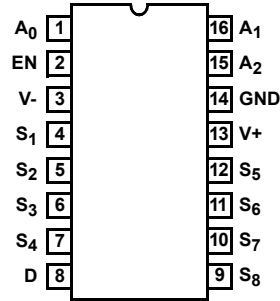 A0 1 16 A1
EN 2 15 A2
V- 3 14 GND
S1 4 13 V+
S2 5 12 S5
S3 6 11 S6
S4 7 10 S7
D 8 9 S8